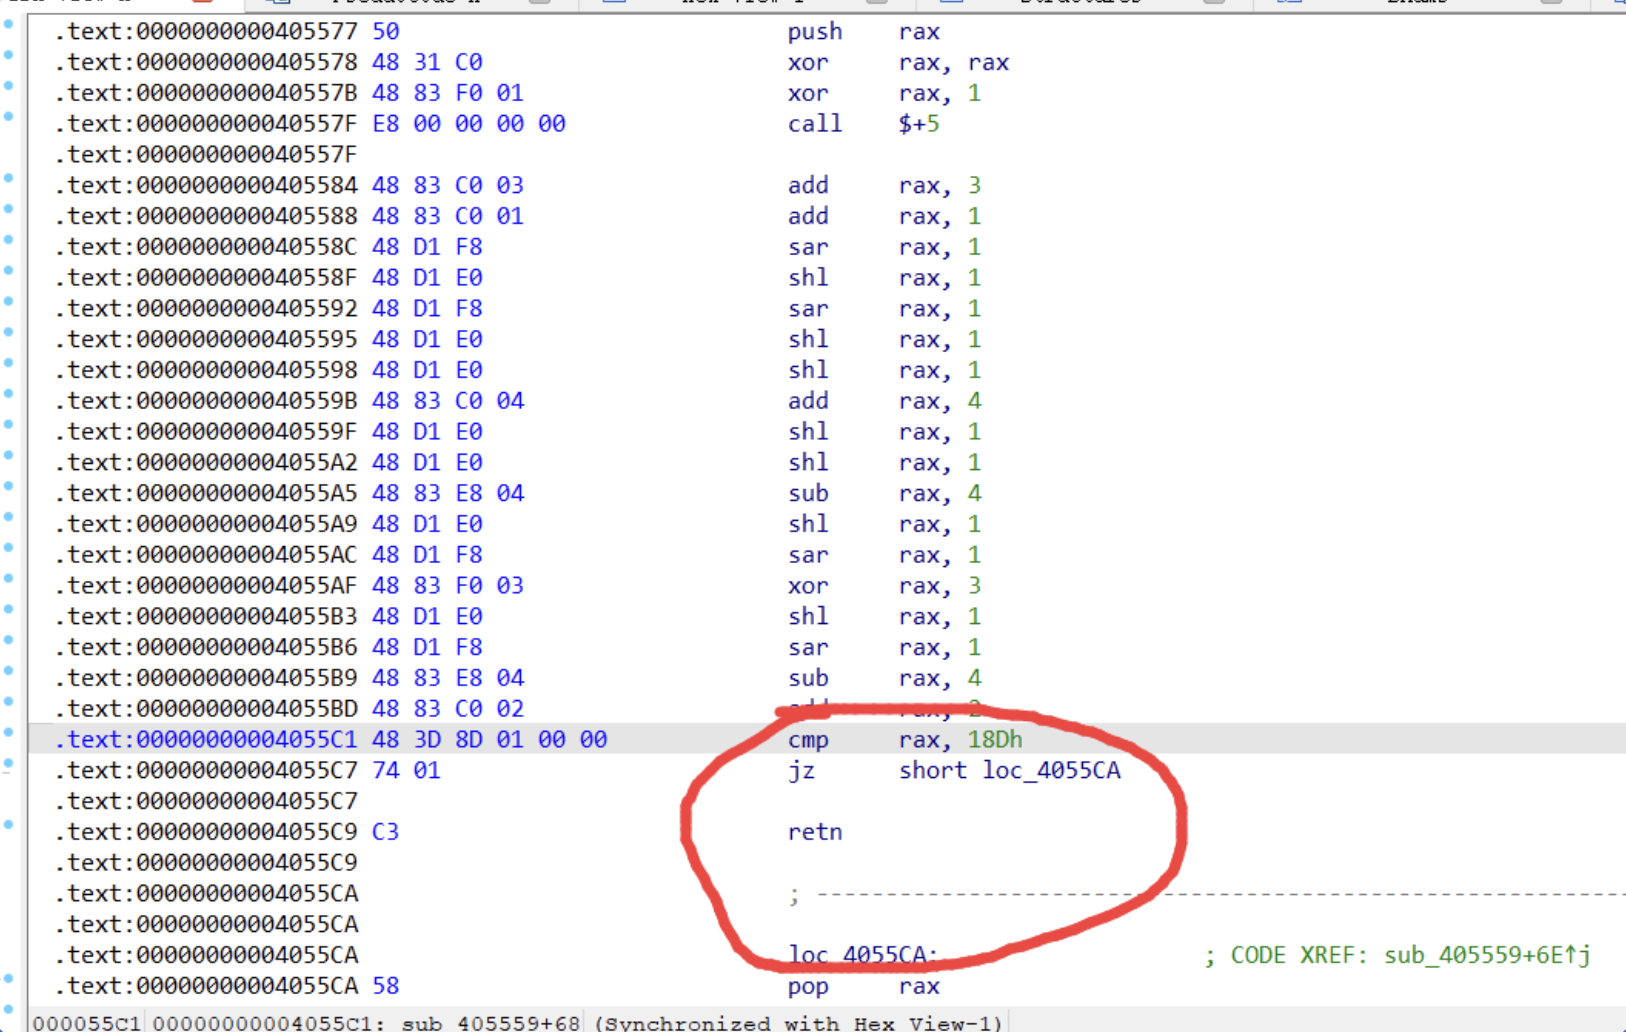 .text:0000000000405577 50 push rax
.text:0000000000405578 48 31 C0 xor rax, rax
.text:000000000040557B 48 83 F0 01 xor rax, 1
.text:000000000040557F E8 00 00 00 00 call $+5
.text:000000000040557F
.text:0000000000405584 48 83 C0 03 add rax, 3
.text:0000000000405588 48 83 C0 01 add rax, 1
.text:000000000040558C 48 D1 F8 sar rax, 1
.text:000000000040558F 48 D1 E0 shl rax, 1
.text:0000000000405592 48 D1 F8 sar rax, 1
.text:0000000000405595 48 D1 E0 shl rax, 1
.text:0000000000405598 48 D1 E0 shl rax, 1
.text:000000000040559B 48 83 C0 04 add rax, 4
.text:000000000040559F 48 D1 E0 shl rax, 1
.text:00000000004055A2 48 D1 E0 shl rax, 1
.text:00000000004055A5 48 83 E8 04 sub rax, 4
.text:00000000004055A9 48 D1 E0 shl rax, 1
.text:00000000004055AC 48 D1 F8 sar rax, 1
.text:00000000004055AF 48 83 F0 03 xor rax, 3
.text:00000000004055B3 48 D1 E0 shl rax, 1
.text:00000000004055B6 48 D1 F8 sar rax, 1
.text:00000000004055B9 48 83 E8 04 sub rax, 4
.text:00000000004055BD 48 83 C0 02 add rax, 2
.text:00000000004055C1 48 3D 8D 01 00 00 cmp rax, 18Dh
.text:00000000004055C7 74 01 jz short loc_4055CA
.text:00000000004055C7
.text:00000000004055C9 C3 retn
.text:00000000004055C9
.text:00000000004055CA ; ---------------------------------------------------------------------------
.text:00000000004055CA
.text:00000000004055CA loc_4055CA: ; CODE XREF: sub_405559+6E↑j
.text:00000000004055CA 58 pop rax
000055C1 00000000004055C1: sub_405559+68 (Synchronized with Hex View-1)